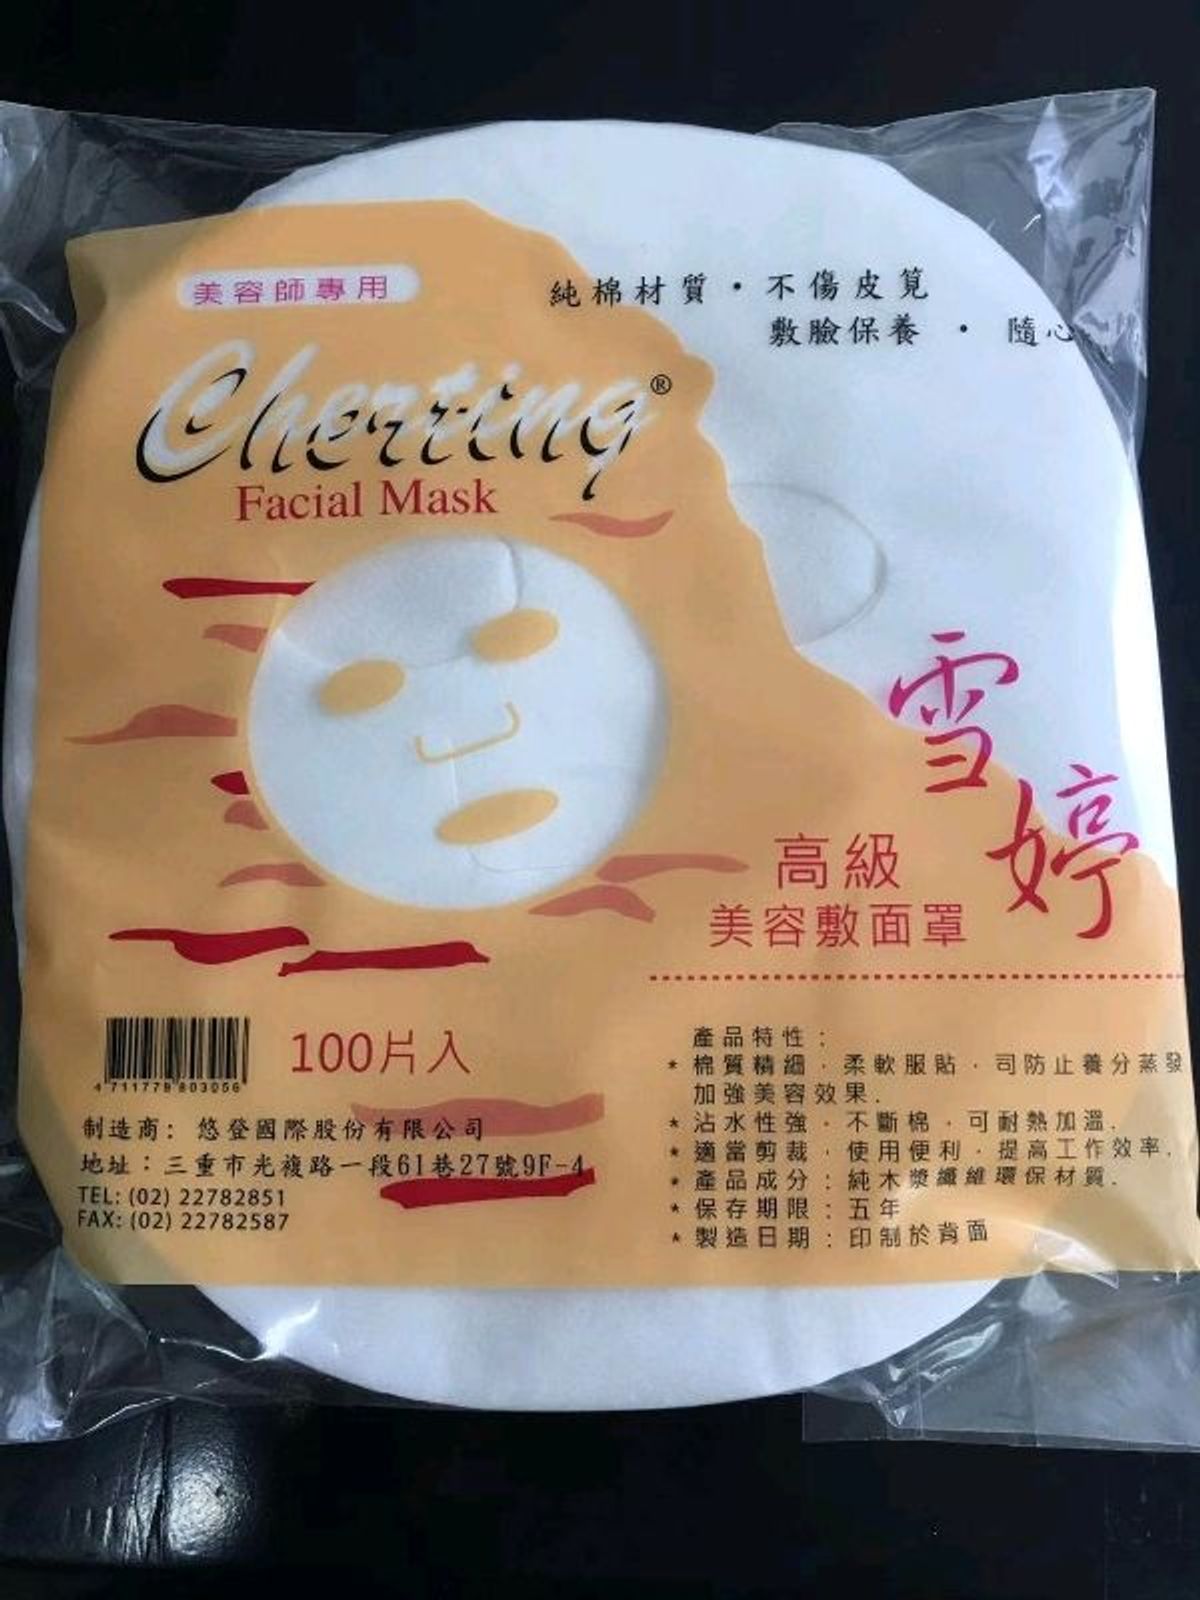 美容師專用
純棉材質・不傷皮筧
敷臉保養 ・ 隨心
Cherting®
Facial Mask
雪婷
高級
美容敷面罩
4711779803056
100片入
制造商: 悠登國際股份有限公司
地址：三重市光複路一段61巷27號9F-4
TEL: (02) 22782851
FAX: (02) 22782587
產品特性：
* 棉質精細．柔軟服貼．司防止養分蒸發
加強美容效果．
* 沾水性強．不斷棉．可耐熱加溫．
* 適當剪裁．使用便利．提高工作效率．
* 產品成分：純木漿纖維環保材質．
* 保存期限：五年
* 製造日期：印制於背面